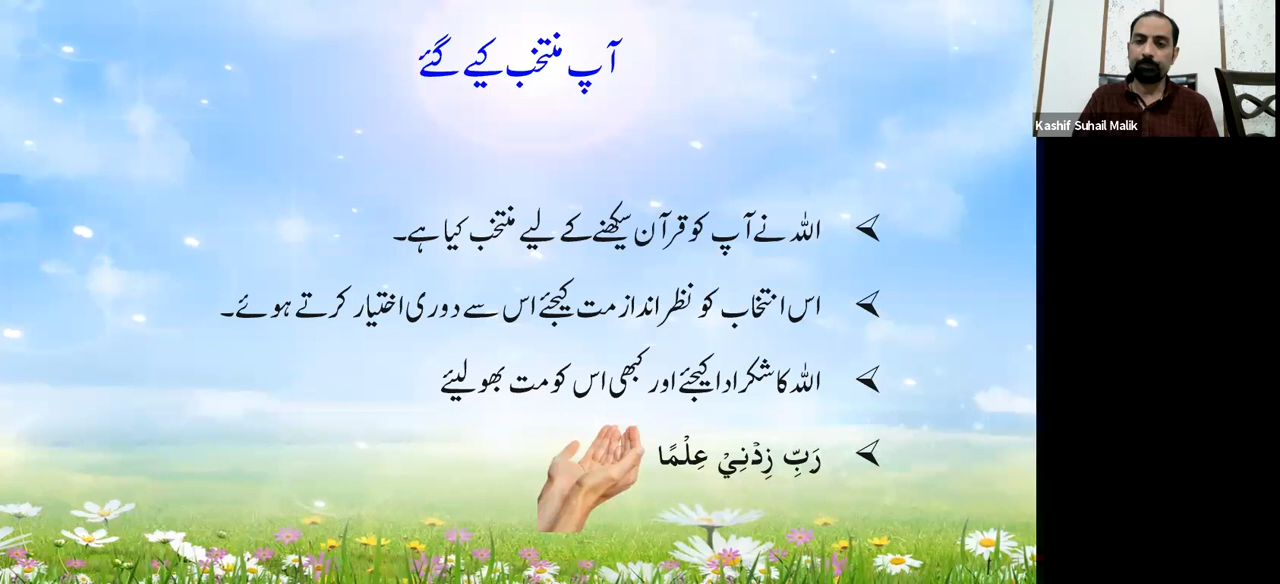 آپ منتخب کیے گئے
اللہ نے آپ کو قرآن سیکھنے کے لیے منتخب کیا ہے۔
اس انتخاب کو نظر انداز مت کیجئے اس سے دوری اختیار کرتے ہوئے۔
اللہ کا شکر ادا کیجئے اور کبھی اس کو مت بھولیئے
رَبِّ زِدْنِيْ عِلْمًا
Kashif Suhail Malik